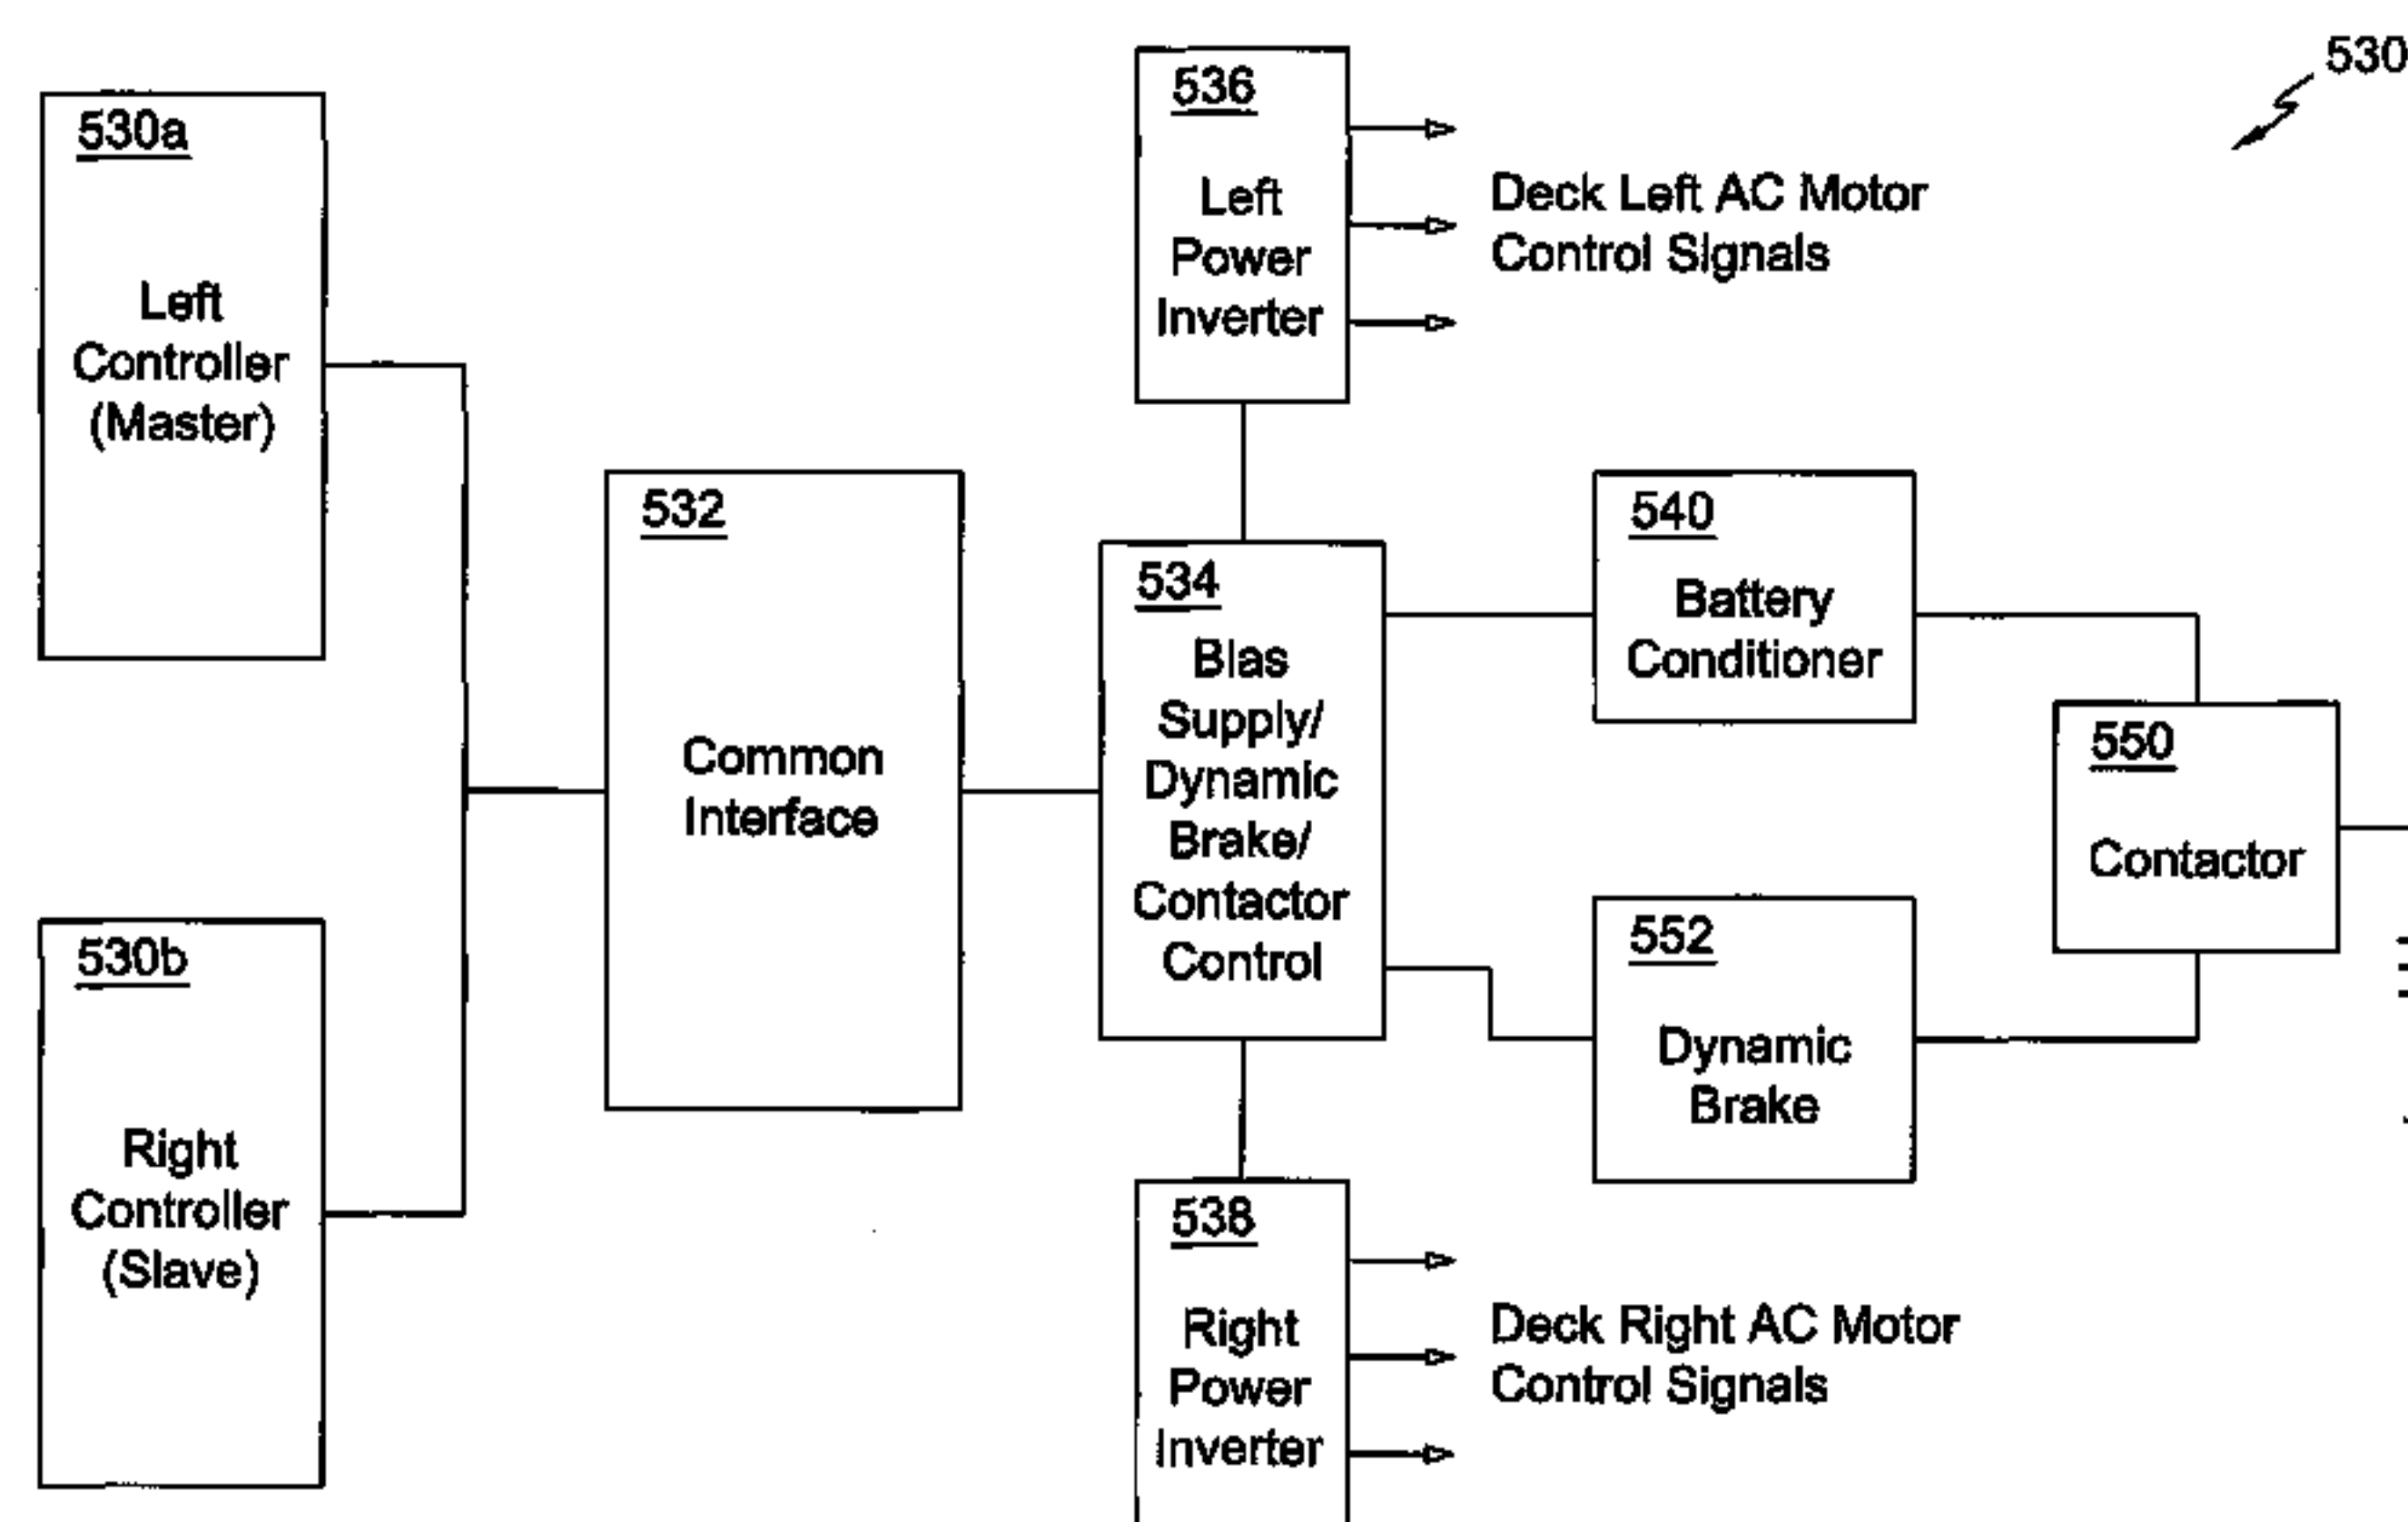 530
530a
Left
Controller
(Master)
530b
Right
Controller
(Slave)
532
Common
Interface
536
Left
Power
Inverter
Deck Left AC Motor
Control Signals
534
Bias
Supply/
Dynamic
Brake/
Contactor
Control
538
Right
Power
Inverter
Deck Right AC Motor
Control Signals
540
Battery
Conditioner
552
Dynamic
Brake
550
Contactor